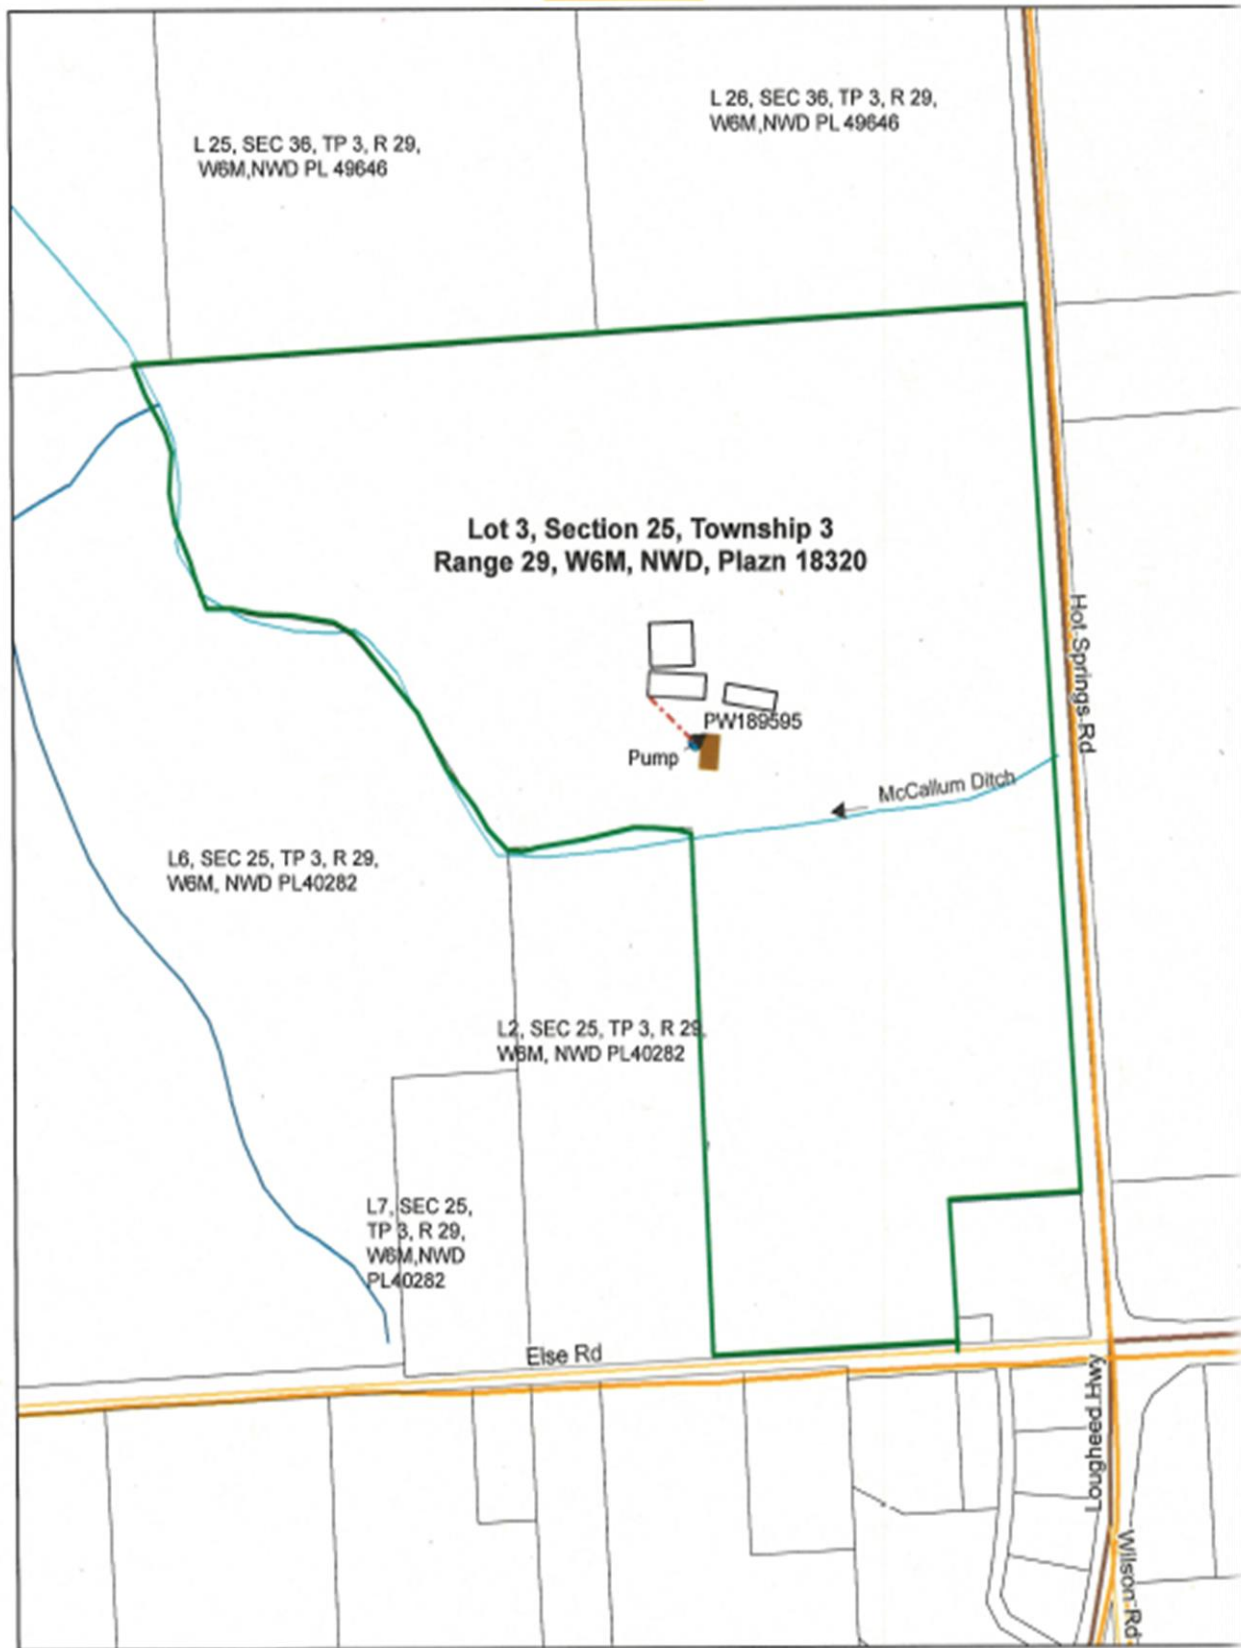 L 26, SEC 36, TP 3, R 29,
W6M,NWD PL 49646
L 25, SEC 36, TP 3, R 29,
W6M,NWD PL 49646
Lot 3, Section 25, Township 3
Range 29, W6M, NWD, Plazn 18320
Hot Springs Rd
PW189595
Pump
McCallum Ditch
L6, SEC 25, TP 3, R 29,
W6M, NWD PL40282
L2, SEC 25, TP 3, R 29,
W6M, NWD PL40282
L7, SEC 25,
TP 3, R 29,
W6M,NWD
PL40282
Else Rd
Lougheed Hwy
Wilson Rd